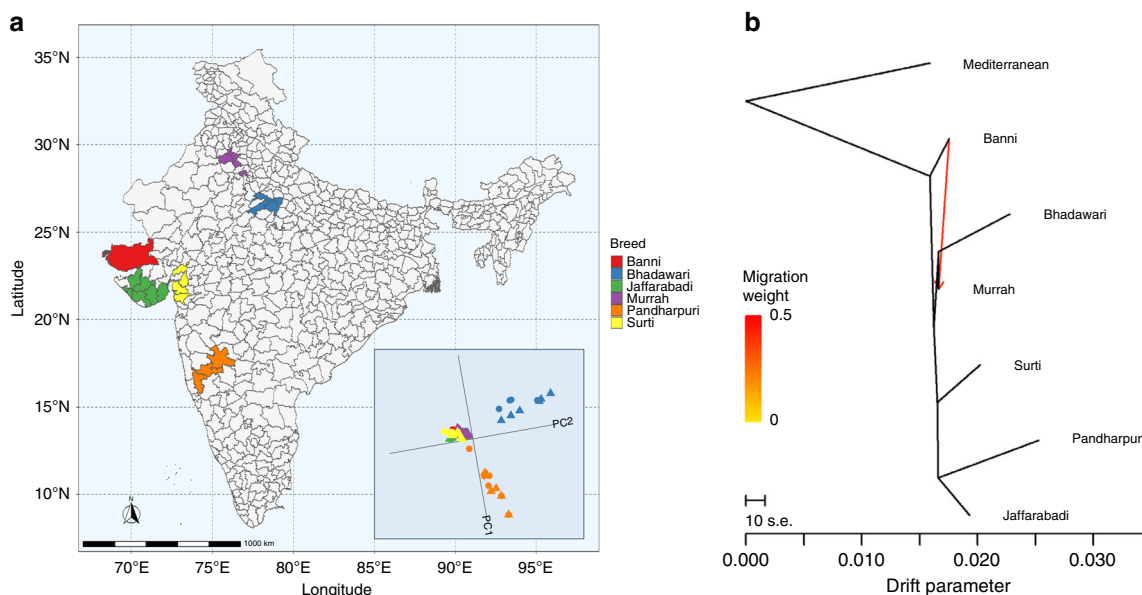 a
35°N
30°N
25°N
20°N
15°N
10°N
Latitude
70°E
75°E
80°E
85°E
90°E
95°E
Longitude
N
1000 km
Breed
Banni
Bhadawari
Jaffarabadi
Murrah
Pandharpuri
Surti
PC2
PC1
b
Mediterranean
Banni
Bhadawari
Murrah
Surti
Pandharpuri
Jaffarabadi
Migration
weight
0.5
0
10 s.e.
0.000
0.010
0.020
0.030
Drift parameter